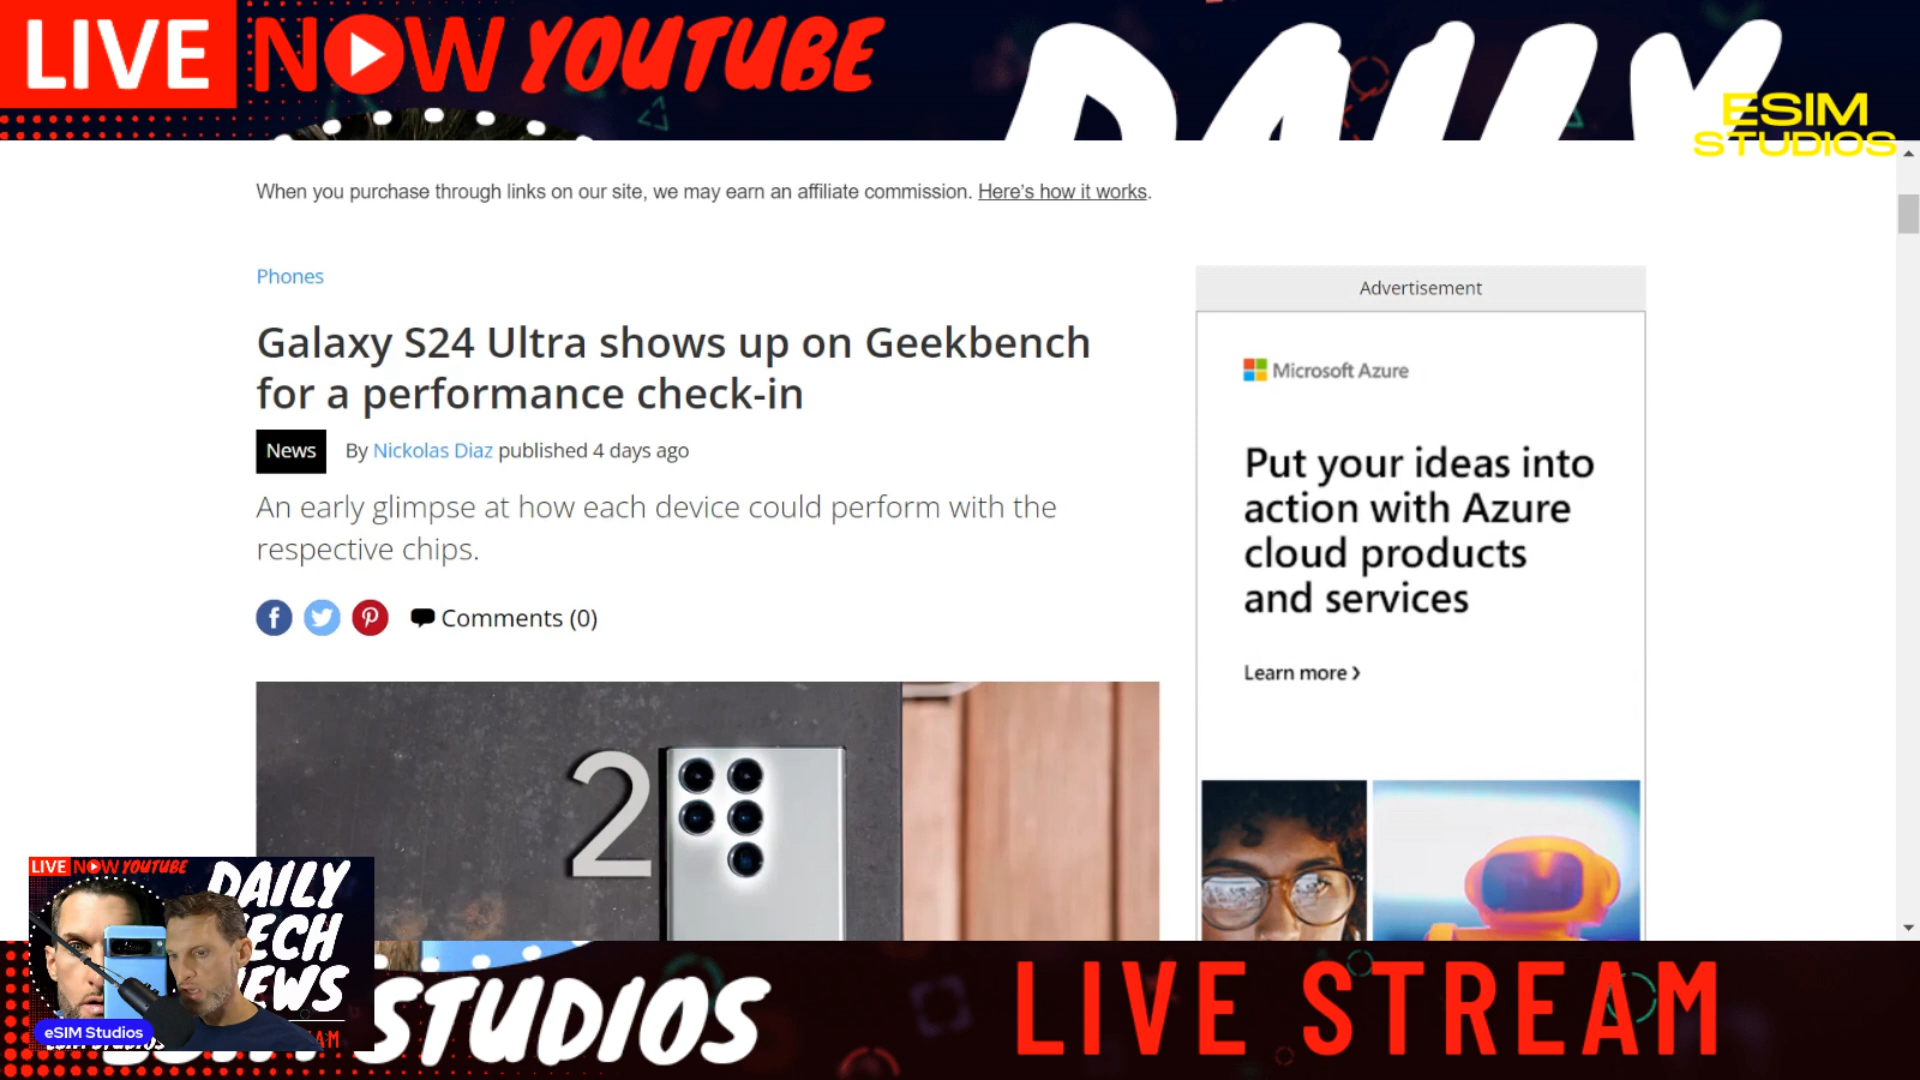 LIVE NOW YOUTUBE
DAILY
ESIM
STUDIOS
When you purchase through links on our site, we may earn an affiliate commission. Here's how it works.
Phones
Advertisement
Galaxy S24 Ultra shows up on Geekbench
for a performance check-in
News By Nickolas Diaz published 4 days ago
An early glimpse at how each device could perform with the
respective chips.
Comments (0)
Microsoft Azure
Put your ideas into
action with Azure
cloud products
and services
Learn more
2
LIVE NOW YOUTUBE
DAILY
TECH
NEWS
eSIM Studios
STUDIOS
LIVE STREAM